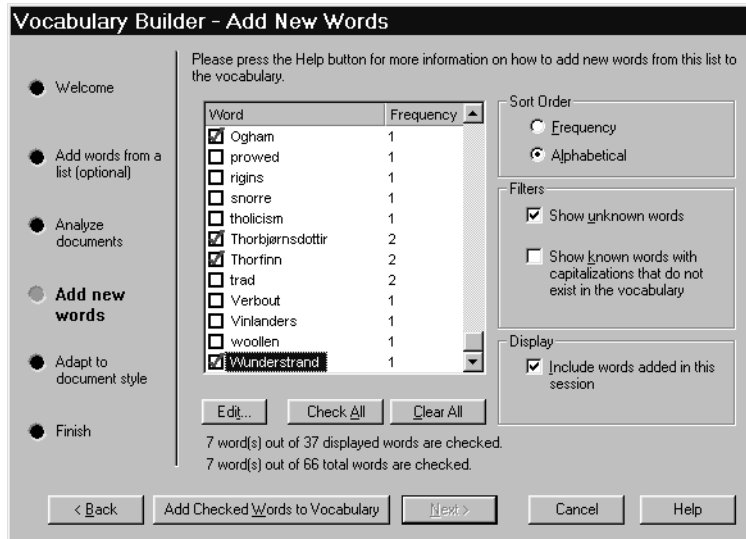 Vocabulary Builder - Add New Words
Please press the Help button for more information on how to add new words from this list to
the vocabulary.
Welcome
Add words from a
list (optional)
Analyze
documents
Add new
words
Adapt to
document style
Finish
Word Frequency
Ogham 1
prowed 1
rigins 1
snorre 1
tholicism 1
Thorbjørnsdottir 2
Thorfinn 2
trad 2
Verbout 1
Vinlanders 1
woollen 1
Wunderstrand 1
Sort Order
Frequency
Alphabetical
Filters
Show unknown words
Show known words with
capitalizations that do not
exist in the vocabulary
Display
Include words added in this
session
Edit... Check All Clear All
7 word(s) out of 37 displayed words are checked.
7 word(s) out of 66 total words are checked.
< Back Add Checked Words to Vocabulary Next > Cancel Help